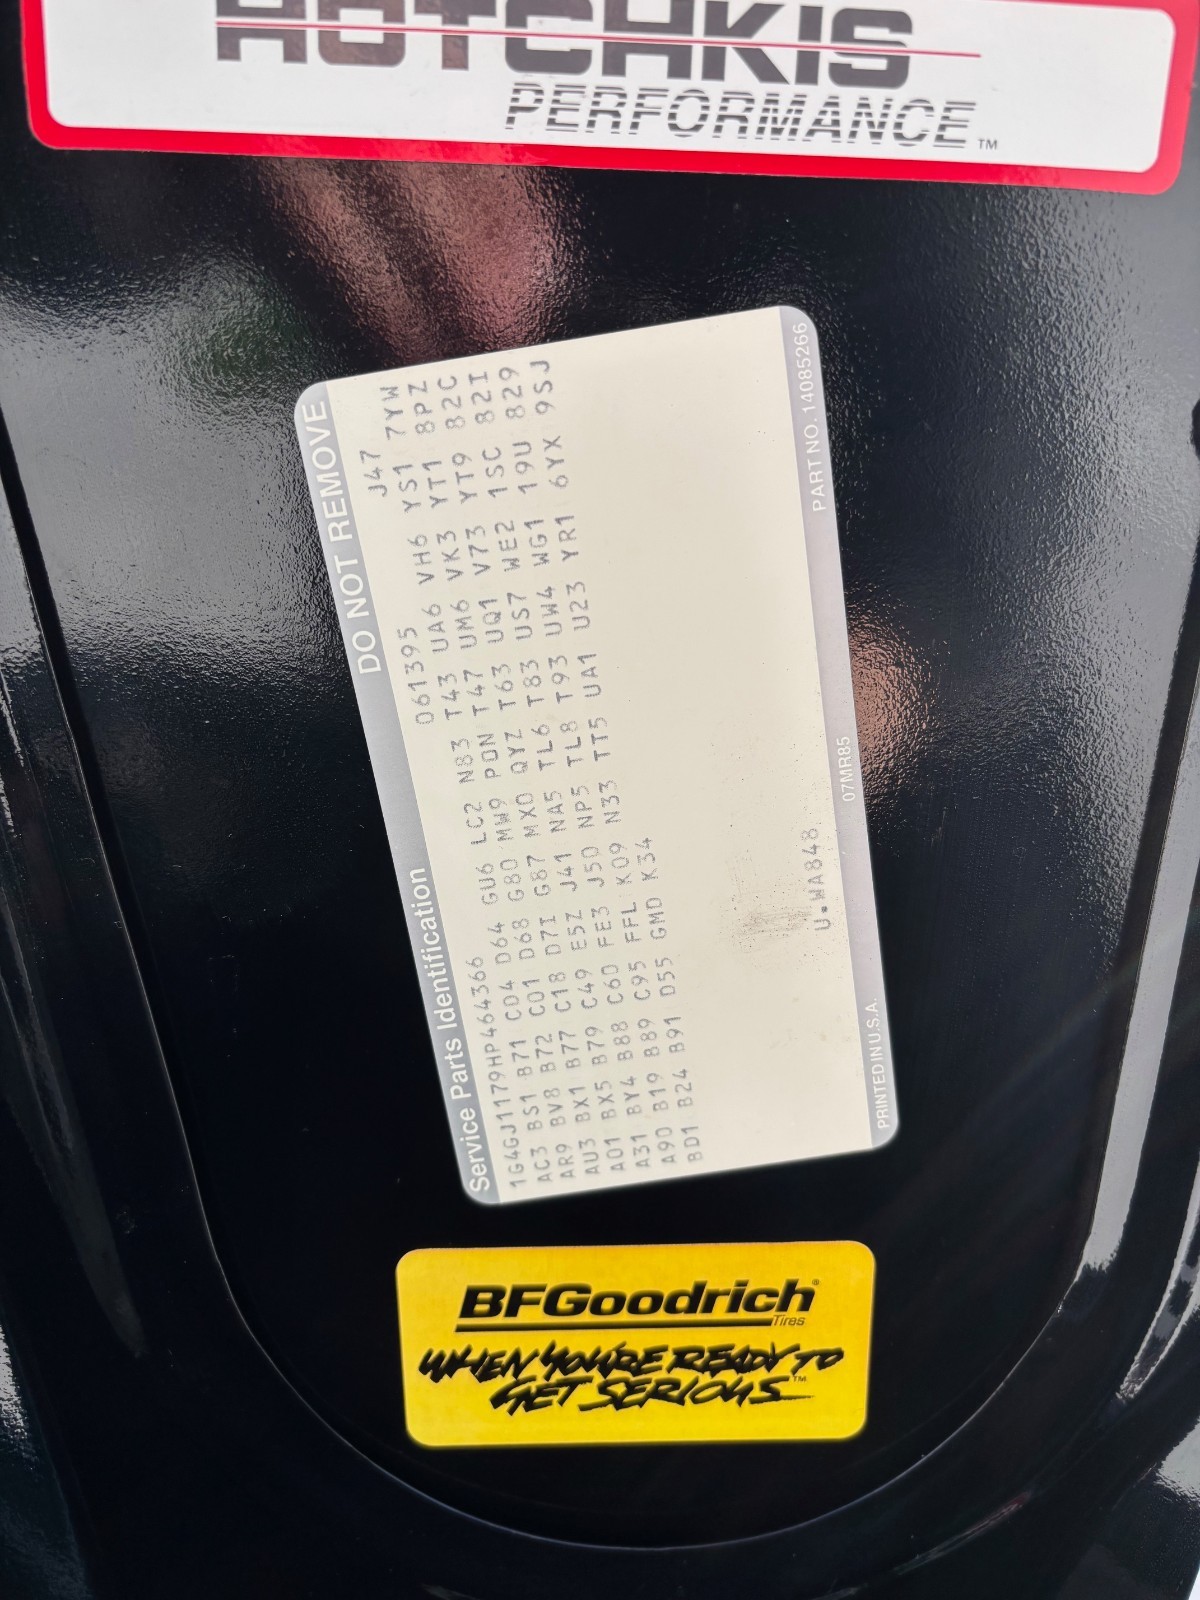 HOTCHKIS
PERFORMANCE™
Service Parts Identification DO NOT REMOVE
1G4GJ1179HP464366 061395 J47
AC3 BS1 B71 CD4 D64 GU6 LC2 N83 T43 UA6 VH6 YS1 7YW
AR9 BV8 B72 C01 D68 G80 MW9 PDN T47 UM6 VK3 YT1 8PZ
AU3 BX1 B77 C18 D7I G87 MX0 QYZ T63 UQ1 V73 YT9 82C
A01 BX5 B79 C49 E5Z J41 NA5 TL6 T83 US7 WE2 1SC 82I
A31 BY4 B88 C60 FE3 J50 NP5 TL8 T93 UW4 WG1 19U 829
A90 B19 B89 C95 FFL K09 N33 TT5 UA1 U23 YR1 6YX 9SJ
BD1 B24 B91 D55 GMD K34
U.WA848
PRINTED IN U.S.A. 07MR85 PART NO. 14085266
BFGoodrich®
Tires
WHEN YOU'RE READY TO
GET SERIOUS™